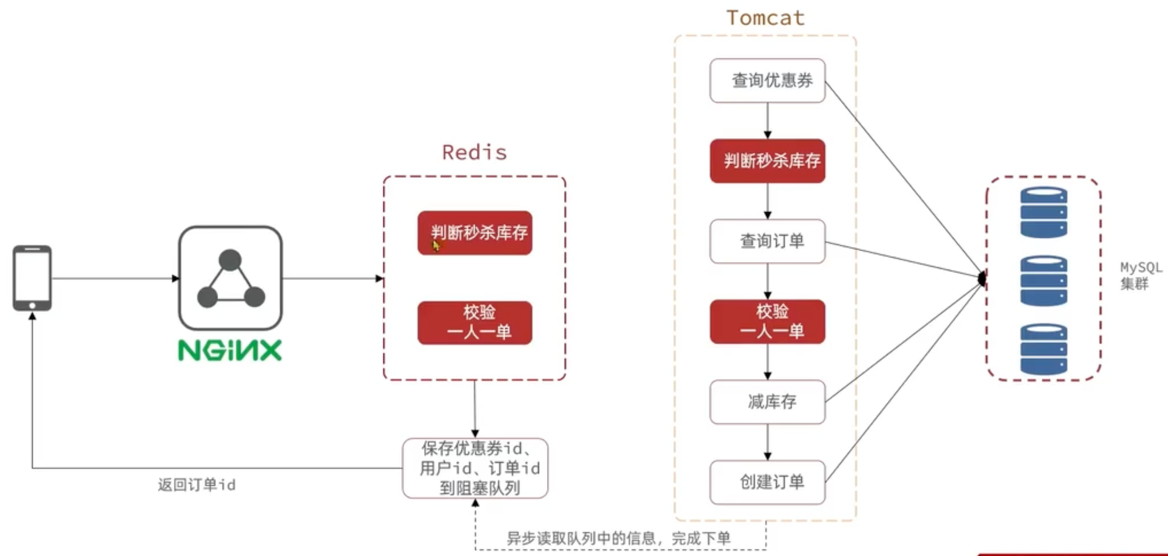 Tomcat
查询优惠券
Redis
判断秒杀库存
判断秒杀库存
查询订单
MySQL
集群
校验
一人一单
校验
一人一单
NGiNX
减库存
保存优惠券id、
用户id、订单id
到阻塞队列
返回订单id
创建订单
异步读取队列中的信息，完成下单